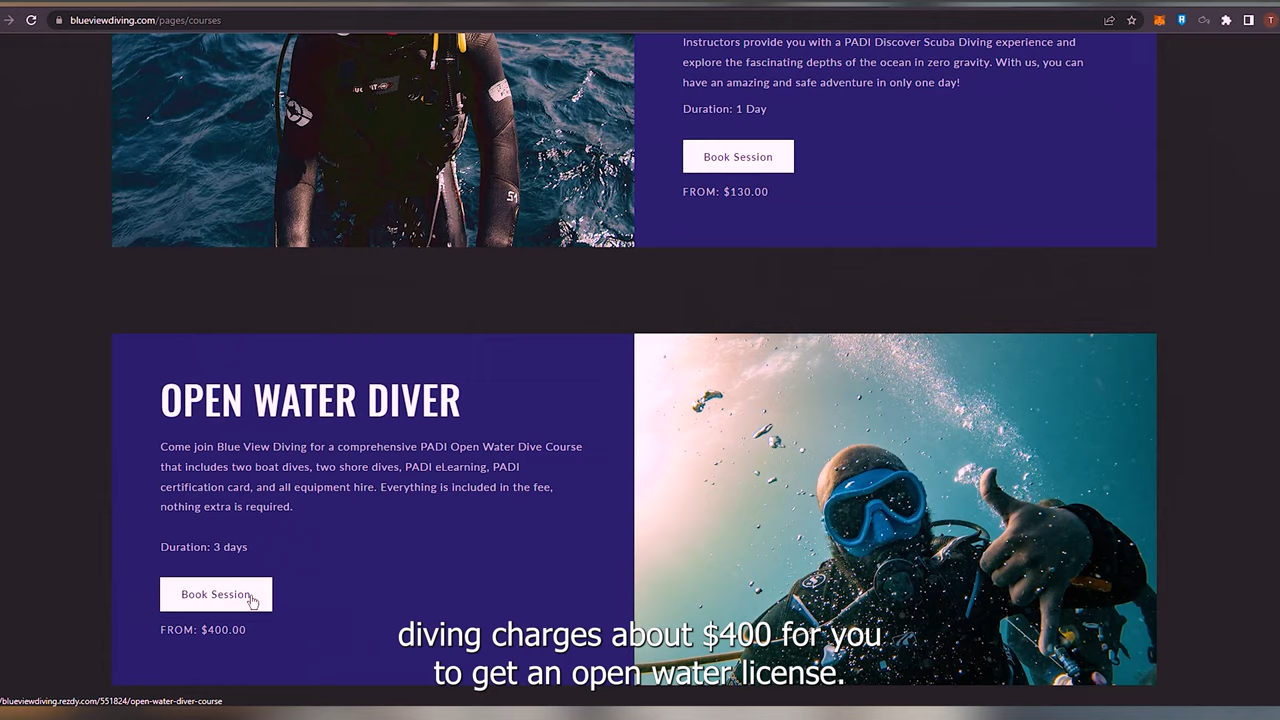 blueviewdiving.com/pages/courses
T
Instructors provide you with a PADI Discover Scuba Diving experience and
explore the fascinating depths of the ocean in zero gravity. With us, you can
have an amazing and safe adventure in only one day!
Duration: 1 Day
Book Session
FROM: $130.00
OPEN WATER DIVER
Come join Blue View Diving for a comprehensive PADI Open Water Dive Course
that includes two boat dives, two shore dives, PADI eLearning, PADI
certification card, and all equipment hire. Everything is included in the fee,
nothing extra is required.
Duration: 3 days
Book Session
FROM: $400.00
diving charges about $400 for you
to get an open water license.
/blueviewdiving.rezdy.com/551824/open-water-diver-course